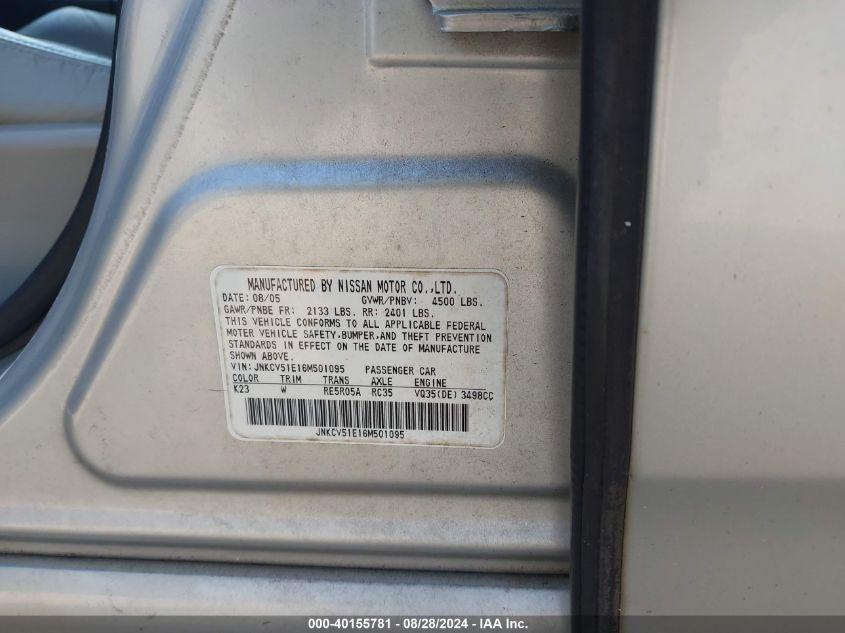 MANUFACTURED BY NISSAN MOTOR CO.,LTD.
DATE: 08/05 GVWR/PNBV: 4500 LBS.
GAWR/PNBE FR: 2133 LBS. RR: 2401 LBS.
THIS VEHICLE CONFORMS TO ALL APPLICABLE FEDERAL
MOTER VEHICLE SAFETY,BUMPER,AND THEFT PREVENTION
STANDARDS IN EFFECT ON THE DATE OF MANUFACTURE
SHOWN ABOVE.
VIN: JNKCV51E16M501095 PASSENGER CAR
COLOR TRIM TRANS AXLE ENGINE
K23 W RE5R05A RC35 VQ35(DE) 3498CC
JNKCV51E16M501095
000-40155781 - 08/28/2024 - IAA Inc.